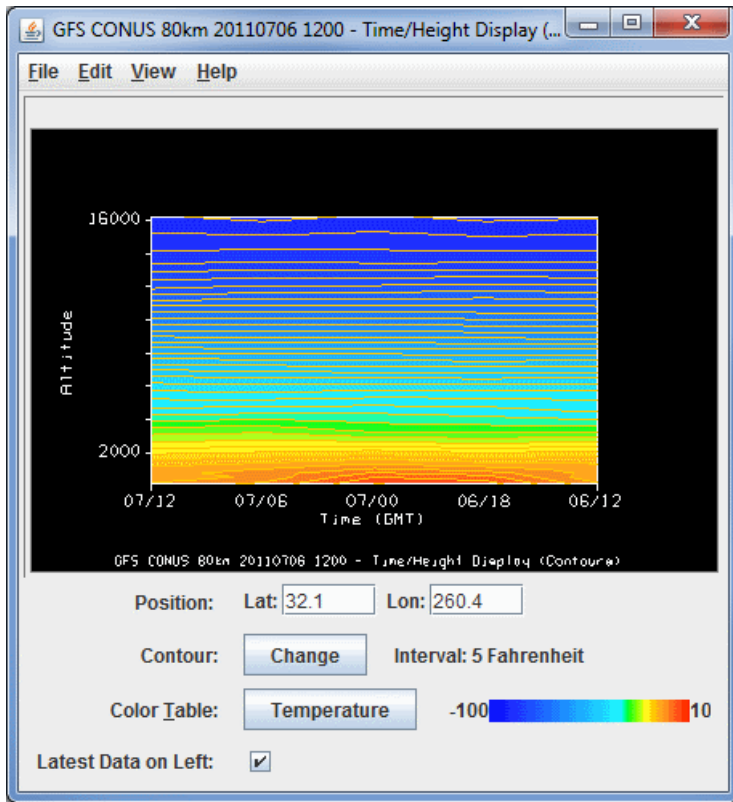 GFS CONUS 80km 20110706 1200 - Time/Height Display (...
File Edit View Help
16000
Altitude
2000
07/12 07/06 07/00 06/18 06/12
Time (GMT)
GFS CONUS 80km 20110706 1200 - Time/Height Display (Contours)
Position: Lat: 32.1 Lon: 260.4
Contour: Change Interval: 5 Fahrenheit
Color Table: Temperature -100 10
Latest Data on Left: